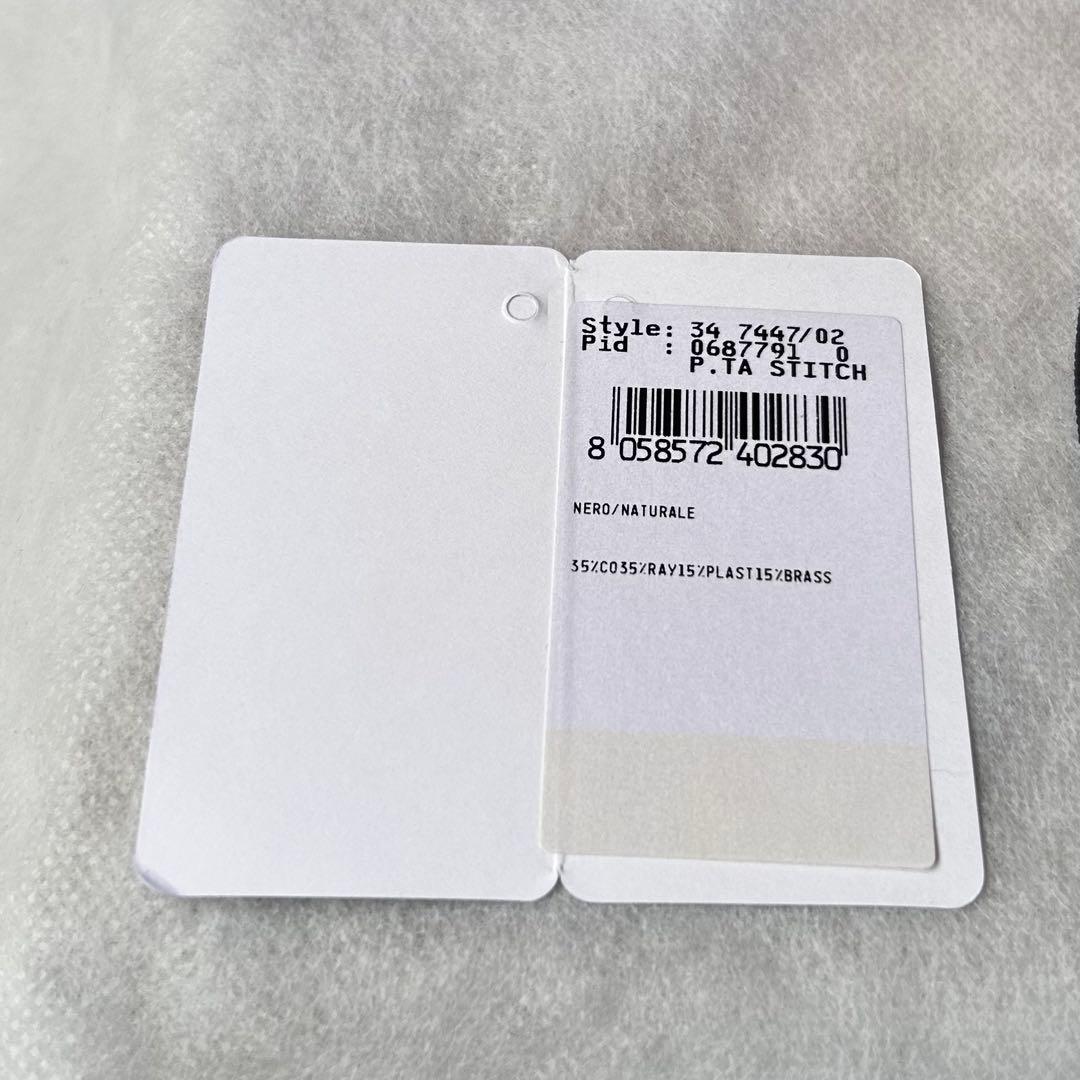 Style: 34 7447/02
Pid : 0687791 0
P.TA STITCH
8 058572 402830
NERO/NATURALE
35%CO35%RAY15%PLAST15%BRASS